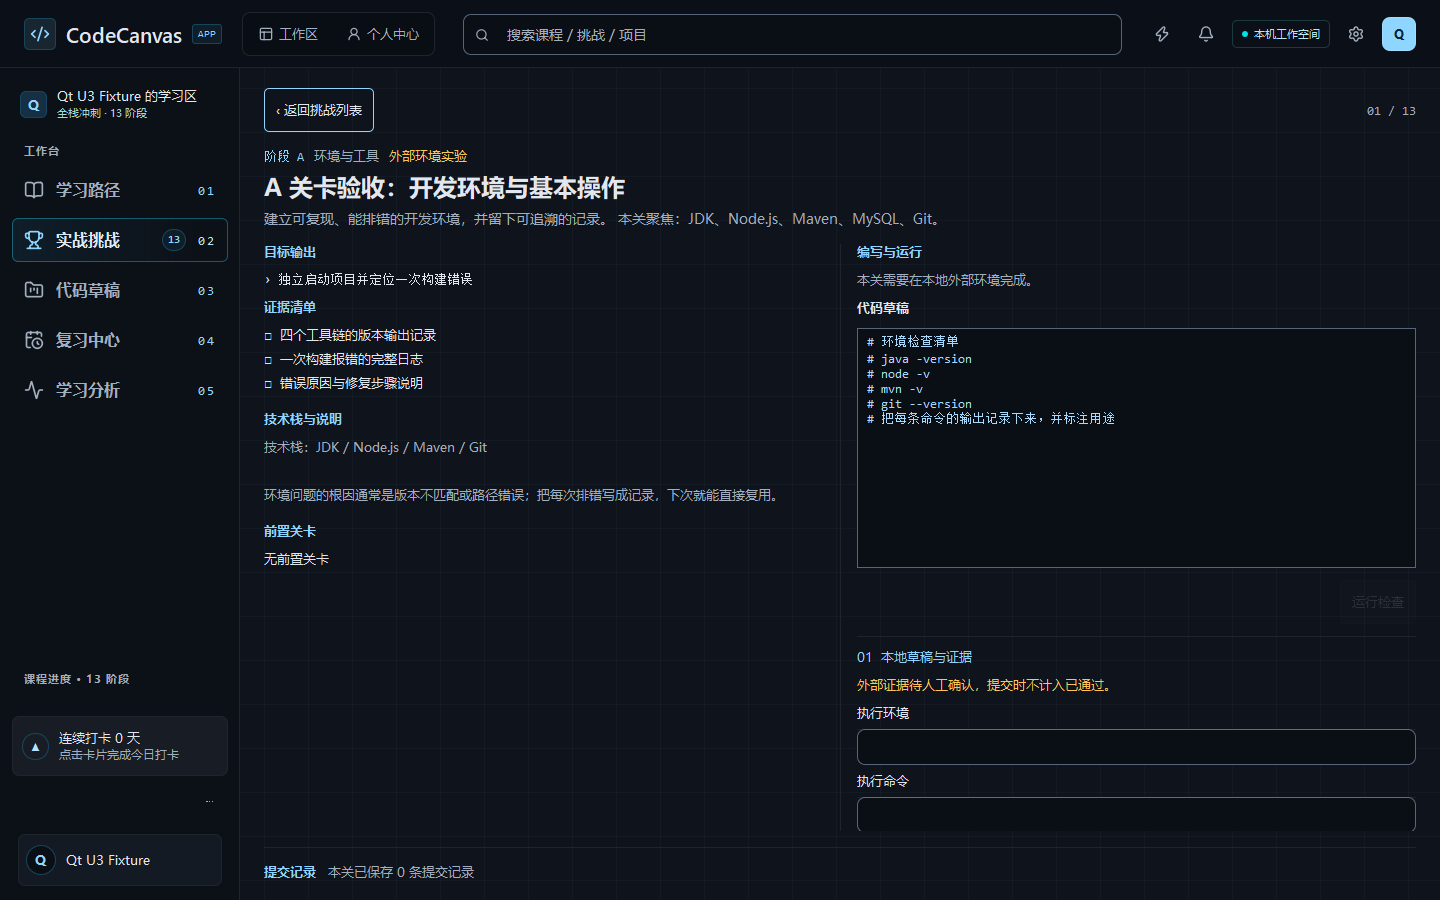 CodeCanvas APP
工作区
个人中心
搜索课程 / 挑战 / 项目
本机工作空间
Q
Q
Qt U3 Fixture 的学习区
全栈冲刺 · 13 阶段
工作台
学习路径 01
实战挑战 13 02
代码草稿 03
复习中心 04
学习分析 05
课程进度 • 13 阶段
连续打卡 0 天
点击卡片完成今日打卡
...
Q Qt U3 Fixture
‹ 返回挑战列表
01 / 13
阶段 A 环境与工具 外部环境实验
A 关卡验收：开发环境与基本操作
建立可复现、能排错的开发环境，并留下可追溯的记录。 本关聚焦：JDK、Node.js、Maven、MySQL、Git。
目标输出
› 独立启动项目并定位一次构建错误
证据清单
□ 四个工具链的版本输出记录
□ 一次构建报错的完整日志
□ 错误原因与修复步骤说明
技术栈与说明
技术栈：JDK / Node.js / Maven / Git
环境问题的根因通常是版本不匹配或路径错误；把每次排错写成记录，下次就能直接复用。
前置关卡
无前置关卡
编写与运行
本关需要在本地外部环境完成。
代码草稿
# 环境检查清单
# java -version
# node -v
# mvn -v
# git --version
# 把每条命令的输出记录下来，并标注用途
运行检查
01 本地草稿与证据
外部证据待人工确认，提交时不计入已通过。
执行环境
执行命令
提交记录 本关已保存 0 条提交记录